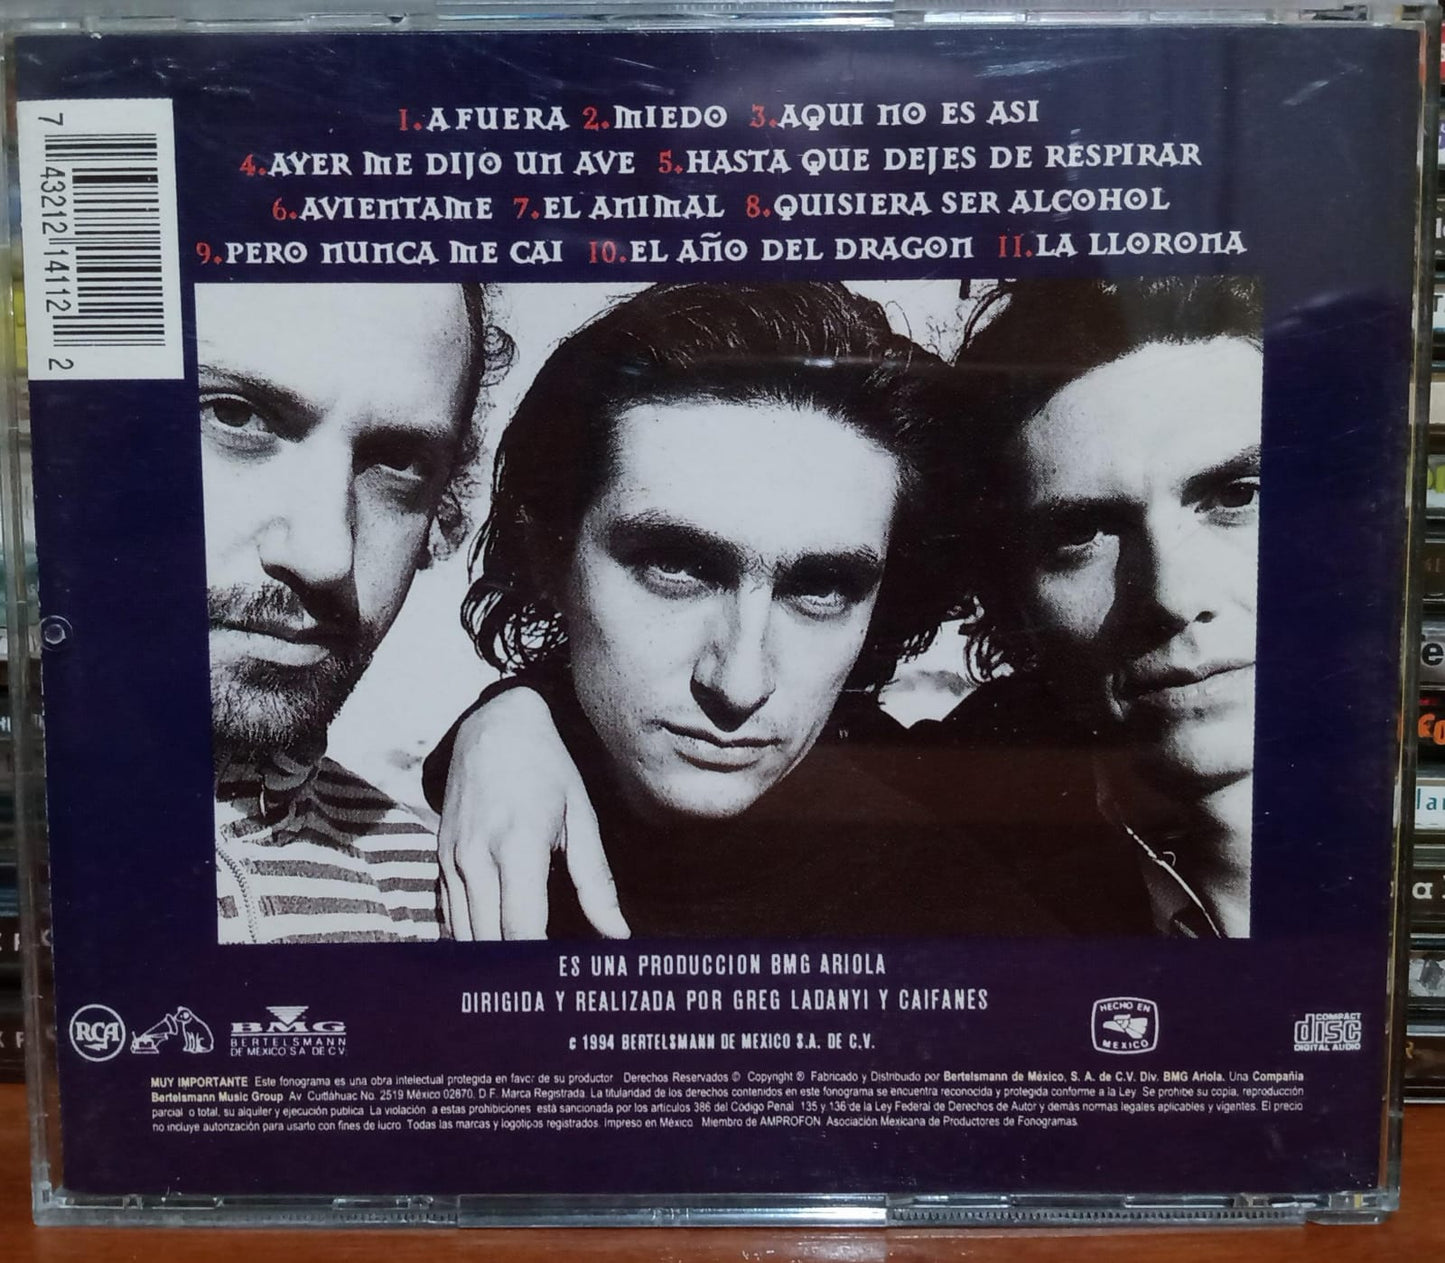 1.AFUERA 2.MIEDO 3.AQUI NO ES ASI
4.AYER ME DIJO UN AVE 5.HASTA QUE DEJES DE RESPIRAR
6.AVIENTAME 7.EL ANIMAL 8.QUISIERA SER ALCOHOL
9.PERO NUNCA ME CAI 10.EL AÑO DEL DRAGON 11.LA LLORONA
7 43212 14112 2
ES UNA PRODUCCION BMG ARIOLA
DIRIGIDA Y REALIZADA POR GREG LADANYI Y CAIFANES
© 1994 BERTELSMANN DE MEXICO S.A. DE C.V.
RCA
BMG
BERTELSMANN
DE MEXICO S A DE C V
HECHO EN
MEXICO
COMPACT
disc
DIGITAL AUDIO
MUY IMPORTANTE Este fonograma es una obra intelectual protegida en favor de su productor Derechos Reservados © Copyright ® Fabricado y Distribuido por Bertelsmann de México, S. A. de C.V. Div. BMG Ariola. Una Compañia
Bertelsmann Music Group Av Cuitláhuac No. 2519 México 02870, D F. Marca Registrada. La titularidad de los derechos contenidos en este fonograma se encuentra reconocida y protegida conforme a la Ley. Se prohibe su copia, reproducción
parcial o total, su alquiler y ejecución publica La violación a estas prohibiciones está sancionada por los artículos 386 del Código Penal 135 y 136 de la Ley Federal de Derechos de Autor y demás normas legales aplicables y vigentes. El precio
no incluye autorización para usarlo con fines de lucro Todas las marcas y logotipos registrados. Impreso en México Miembro de AMPROFON Asociación Mexicana de Productores de Fonogramas